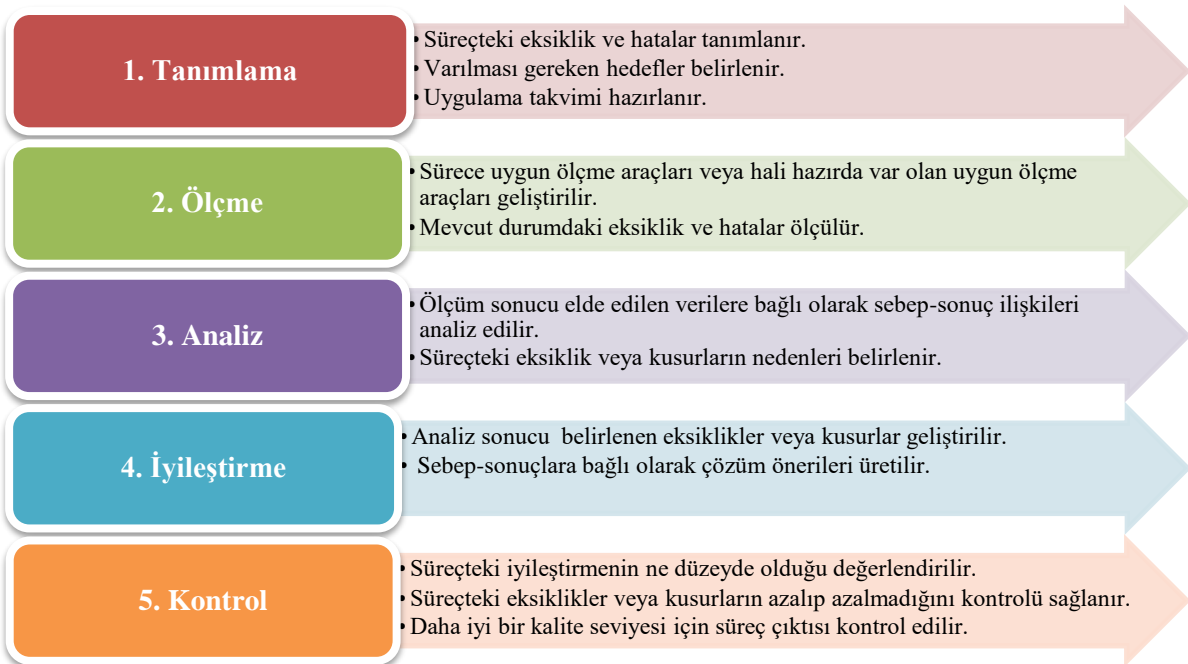 1. Tanımlama
• Süreçteki eksiklik ve hatalar tanımlanır.
• Varılması gereken hedefler belirlenir.
• Uygulama takvimi hazırlanır.
2. Ölçme
• Sürece uygun ölçme araçları veya hali hazırda var olan uygun ölçme
araçları geliştirilir.
• Mevcut durumdaki eksiklik ve hatalar ölçülür.
3. Analiz
• Ölçüm sonucu elde edilen verilere bağlı olarak sebep-sonuç ilişkileri
analiz edilir.
• Süreçteki eksiklik veya kusurların nedenleri belirlenir.
4. İyileştirme
• Analiz sonucu belirlenen eksiklikler veya kusurlar geliştirilir.
• Sebep-sonuçlara bağlı olarak çözüm önerileri üretilir.
5. Kontrol
• Süreçteki iyileştirmenin ne düzeyde olduğu değerlendirilir.
• Süreçteki eksiklikler veya kusurların azalıp azalmadığını kontrolü sağlanır.
• Daha iyi bir kalite seviyesi için süreç çıktısı kontrol edilir.